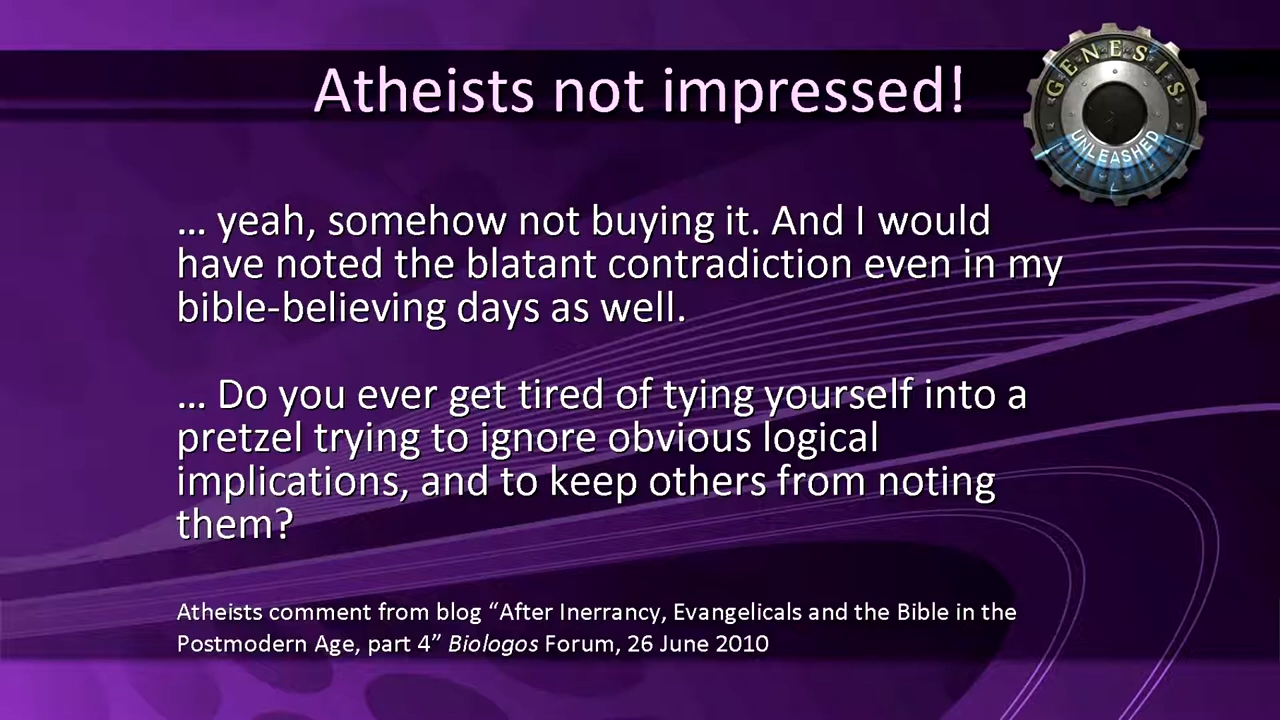 Atheists not impressed!
GENESIS
UNLEASHED
… yeah, somehow not buying it. And I would
have noted the blatant contradiction even in my
bible-believing days as well.
… Do you ever get tired of tying yourself into a
pretzel trying to ignore obvious logical
implications, and to keep others from noting
them?
Atheists comment from blog “After Inerrancy, Evangelicals and the Bible in the
Postmodern Age, part 4” Biologos Forum, 26 June 2010